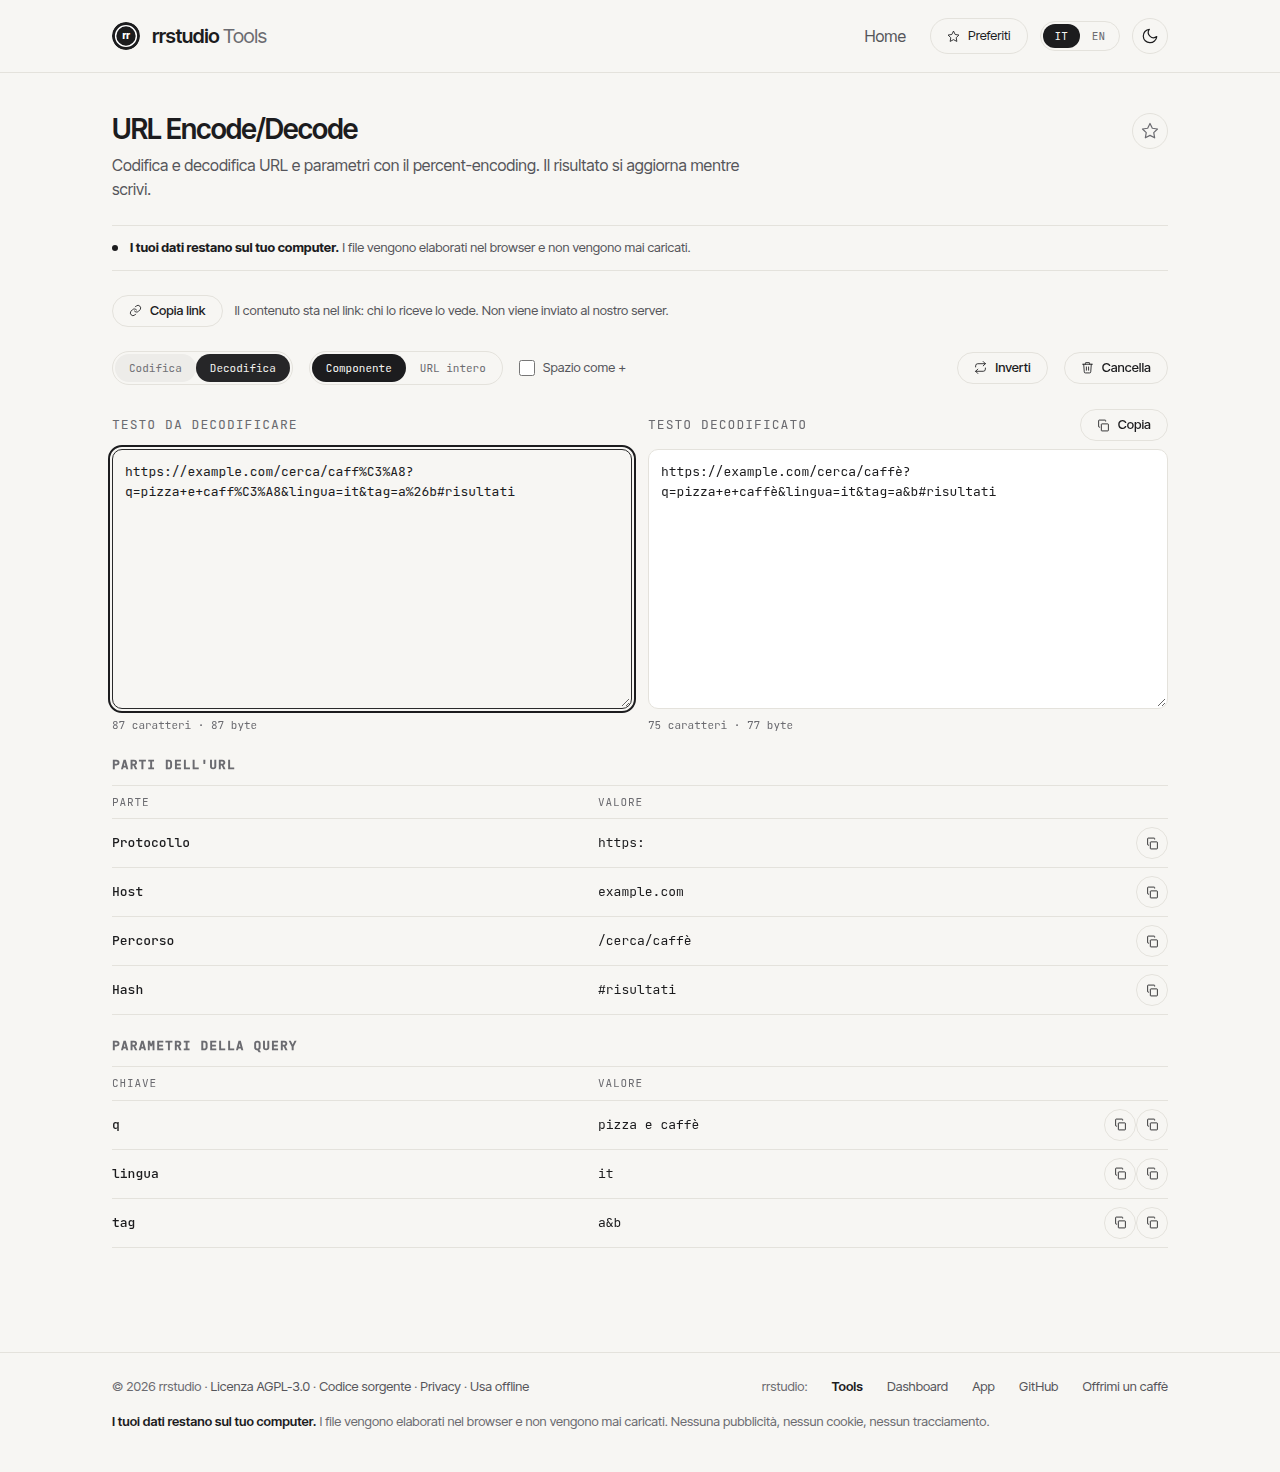 rr rrstudio Tools
Home Preferiti IT EN
URL Encode/Decode
Codifica e decodifica URL e parametri con il percent-encoding. Il risultato si aggiorna mentre
scrivi.
I tuoi dati restano sul tuo computer. I file vengono elaborati nel browser e non vengono mai caricati.
Copia link Il contenuto sta nel link: chi lo riceve lo vede. Non viene inviato al nostro server.
Codifica Decodifica Componente URL intero Spazio come + Inverti Cancella
TESTO DA DECODIFICARE
https://example.com/cerca/caff%C3%A8?
q=pizza+e+caff%C3%A8&lingua=it&tag=a%26b#risultati
87 caratteri · 87 byte
TESTO DECODIFICATO Copia
https://example.com/cerca/caffè?
q=pizza+e+caffè&lingua=it&tag=a&b#risultati
75 caratteri · 77 byte
PARTI DELL'URL
PARTE VALORE
Protocollo https:
Host example.com
Percorso /cerca/caffè
Hash #risultati
PARAMETRI DELLA QUERY
CHIAVE VALORE
q pizza e caffè
lingua it
tag a&b
© 2026 rrstudio · Licenza AGPL-3.0 · Codice sorgente · Privacy · Usa offline
rrstudio: Tools Dashboard App GitHub Offrimi un caffè
I tuoi dati restano sul tuo computer. I file vengono elaborati nel browser e non vengono mai caricati. Nessuna pubblicità, nessun cookie, nessun tracciamento.